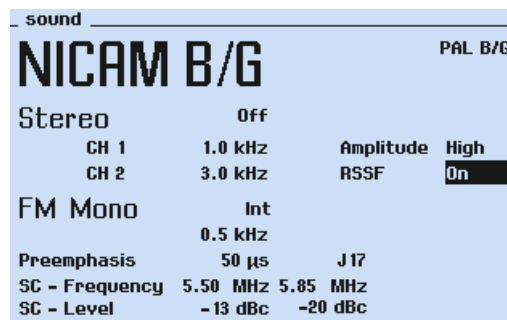 sound
NICAM B/G PAL B/G
Stereo Off
CH 1 1.0 kHz Amplitude High
CH 2 3.0 kHz RSSF On
FM Mono Int
0.5 kHz
Preemphasis 50 µs J17
SC - Frequency 5.50 MHz 5.85 MHz
SC - Level -13 dBc -20 dBc